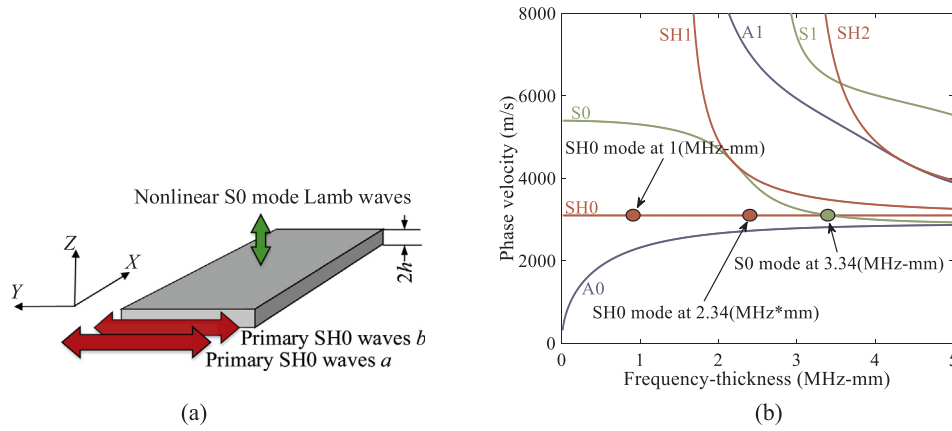 Nonlinear S0 mode Lamb waves
Z
X
Y
2h
Primary SH0 waves b
Primary SH0 waves a
(a)
8000
6000
4000
2000
0
Phase velocity (m/s)
SH1
A1
S1
SH2
S0
SH0 mode at 1(MHz-mm)
SH0
S0 mode at 3.34(MHz-mm)
A0
SH0 mode at 2.34(MHz*mm)
0
1
2
3
4
5
Frequency-thickness (MHz-mm)
(b)